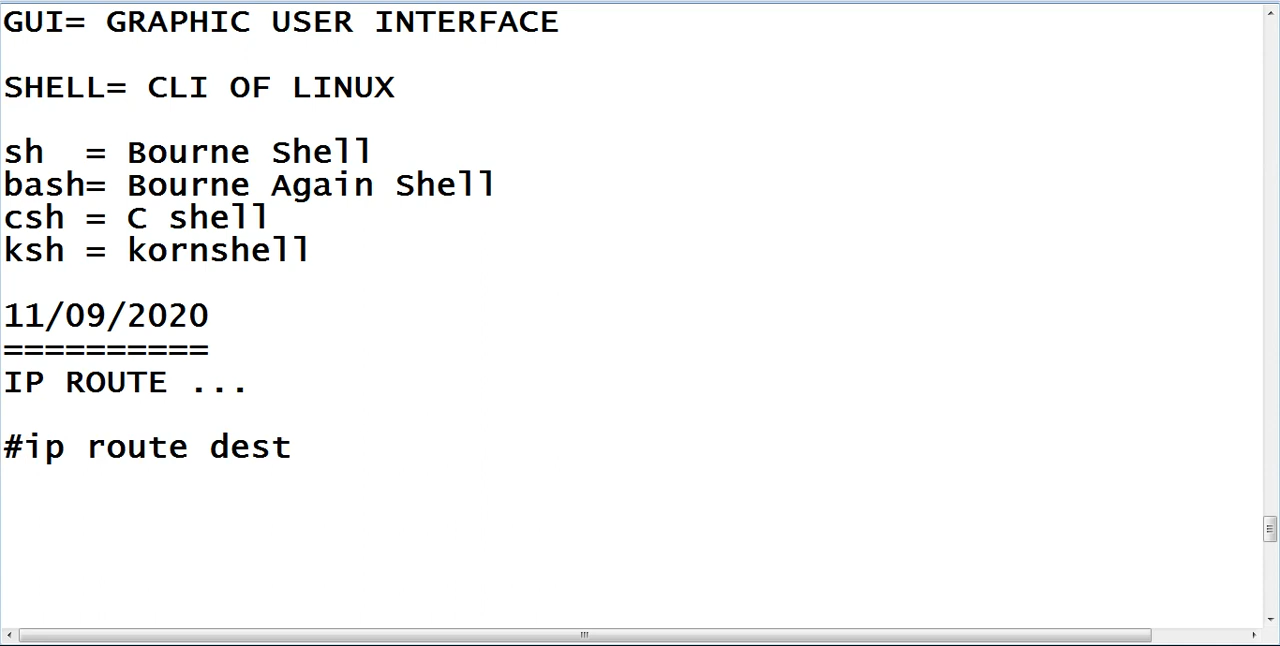 GUI= GRAPHIC USER INTERFACE
SHELL= CLI OF LINUX
sh  = Bourne Shell
bash= Bourne Again Shell
csh = C shell
ksh = kornshell
11/09/2020
==========
IP ROUTE ...
#ip route dest